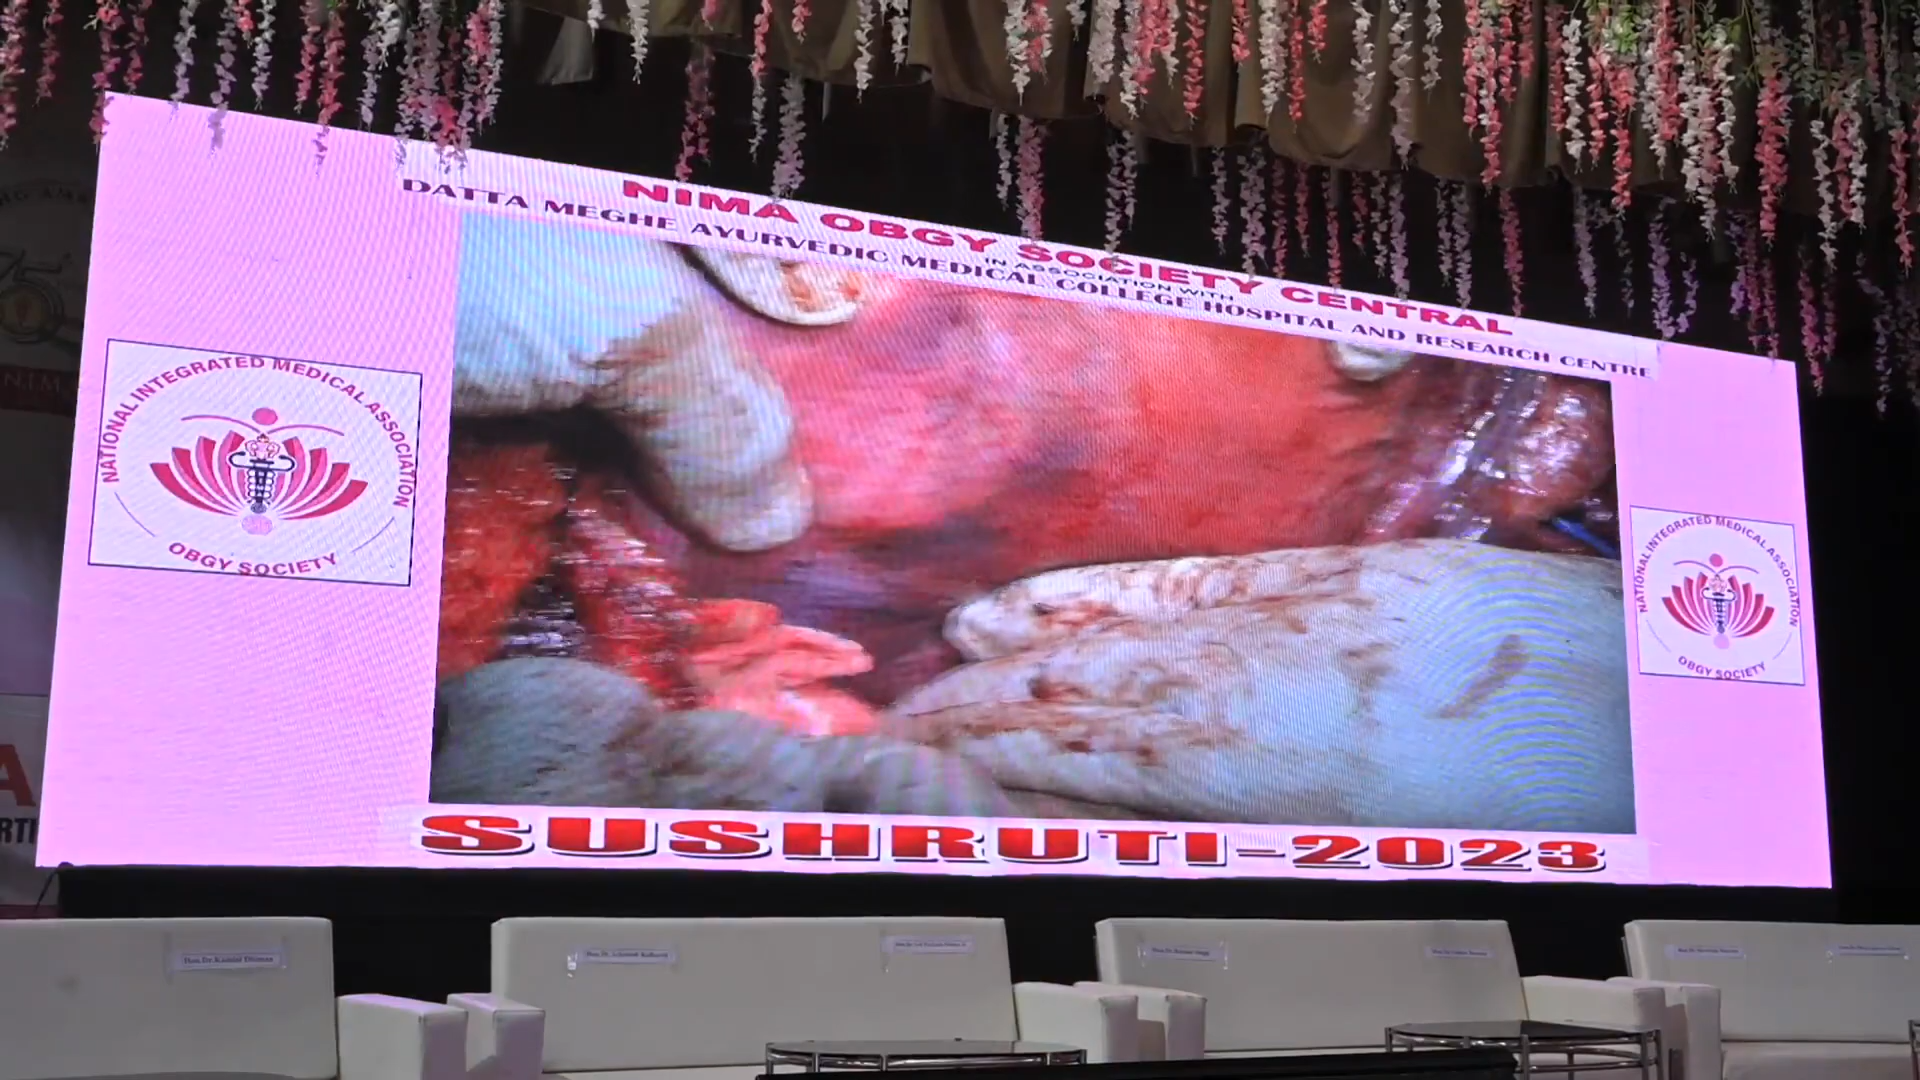 NIMA OBGY SOCIETY CENTRAL
IN ASSOCIATION WITH
DATTA MEGHE AYURVEDIC MEDICAL COLLEGE HOSPITAL AND RESEARCH CENTRE
NATIONAL INTEGRATED MEDICAL ASSOCIATION
OBGY SOCIETY
NATIONAL INTEGRATED MEDICAL ASSOCIATION
OBGY SOCIETY
SUSHRUTI-2023